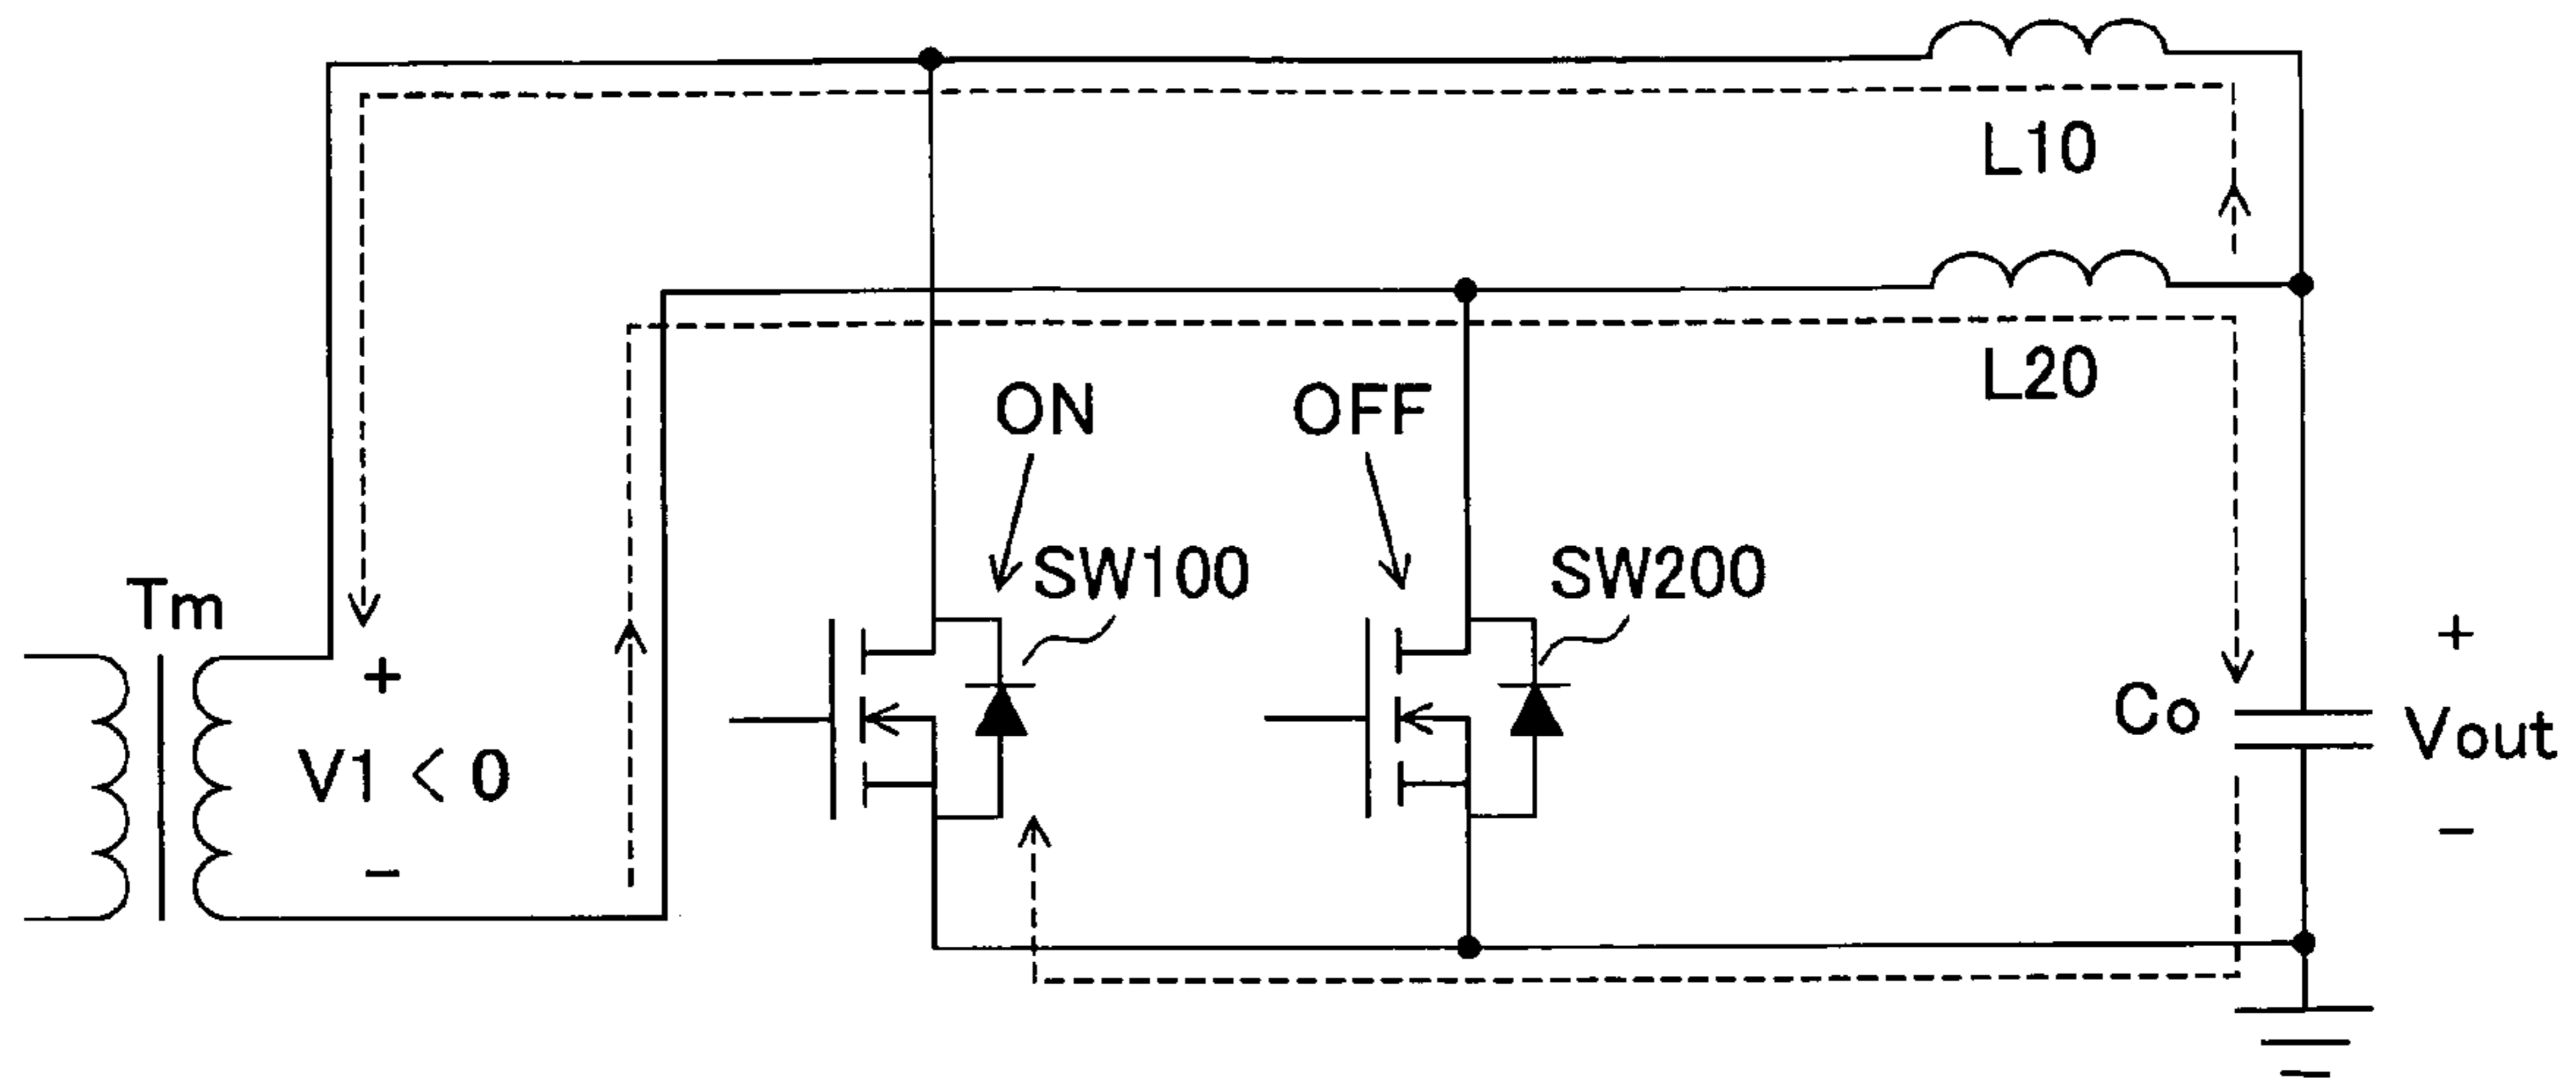 L10
L20
ON
OFF
SW100
SW200
Tm
+
V1 < 0
−
Co
+
Vout
−